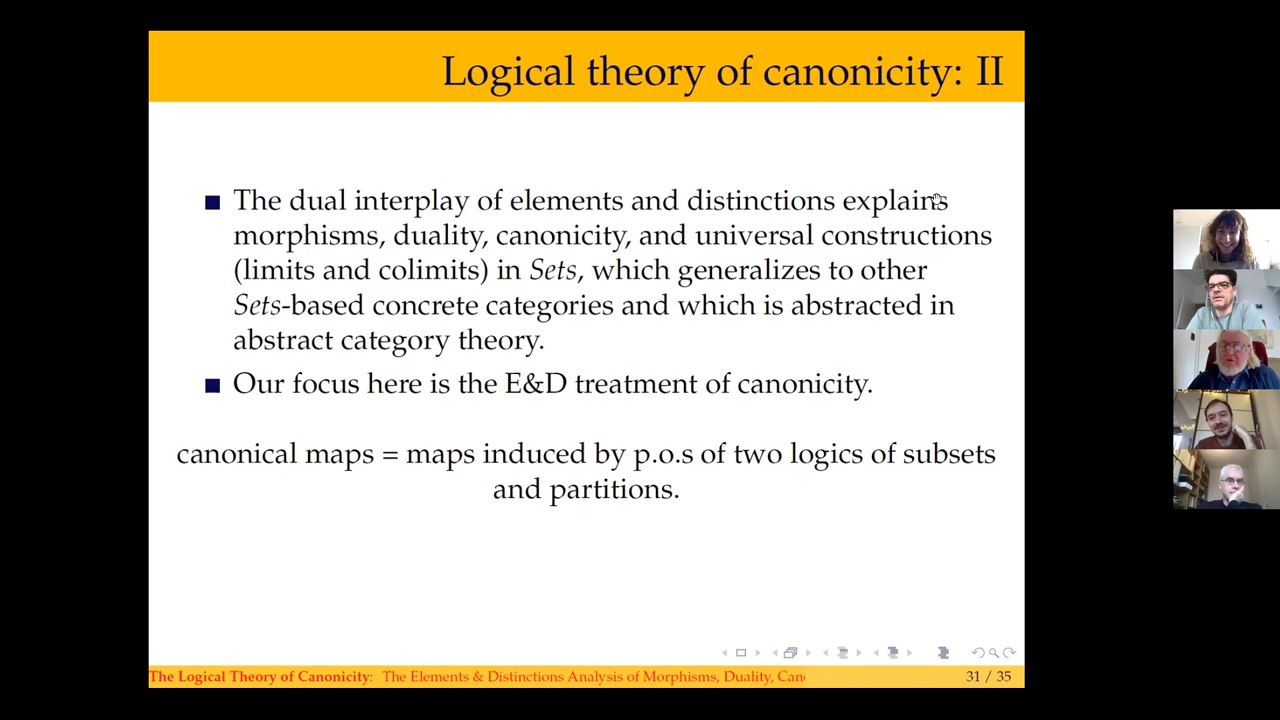 Logical theory of canonicity: II
The dual interplay of elements and distinctions explains
morphisms, duality, canonicity, and universal constructions
(limits and colimits) in Sets, which generalizes to other
Sets-based concrete categories and which is abstracted in
abstract category theory.
Our focus here is the E&D treatment of canonicity.
canonical maps = maps induced by p.o.s of two logics of subsets
and partitions.
The Logical Theory of Canonicity: The Elements & Distinctions Analysis of Morphisms, Duality, Can
31 / 35